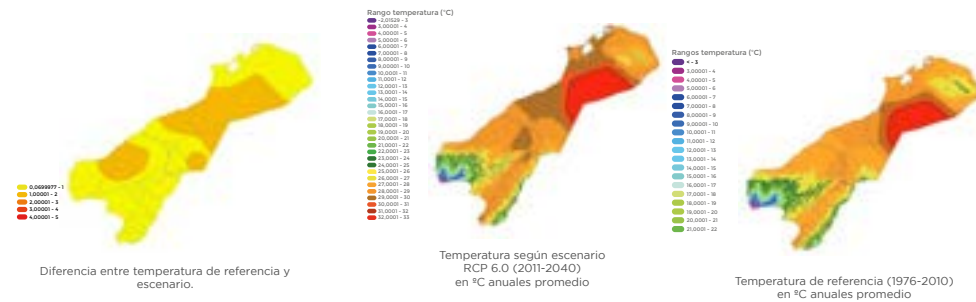 0,0699977 - 1
1,00001 - 2
2,00001 - 3
3,00001 - 4
4,00001 - 5
Diferencia entre temperatura de referencia y
escenario.
Rango temperatura (°C)
-2,01529 - 3
3,00001 - 4
4,00001 - 5
5,00001 - 6
6,00001 - 7
7,00001 - 8
8,00001 - 9
9,00001 - 10
10,0001 - 11
11,0001 - 12
12,0001 - 13
13,0001 - 14
14,0001 - 15
15,0001 - 16
16,0001 - 17
17,0001 - 18
18,0001 - 19
19,0001 - 20
20,0001 - 21
21,0001 - 22
22,0001 - 23
23,0001 - 24
24,0001 - 25
25,0001 - 26
26,0001 - 27
27,0001 - 28
28,0001 - 29
29,0001 - 30
30,0001 - 31
31,0001 - 32
32,0001 - 33
Temperatura según escenario
RCP 6.0 (2011-2040)
en ºC anuales promedio
Rangos temperatura (°C)
< - 3
3,00001 - 4
4,00001 - 5
5,00001 - 6
6,00001 - 7
7,00001 - 8
8,00001 - 9
9,00001 - 10
10,0001 - 11
11,0001 - 12
12,0001 - 13
13,0001 - 14
14,0001 - 15
15,0001 - 16
16,0001 - 17
17,0001 - 18
18,0001 - 19
19,0001 - 20
20,0001 - 21
21,0001 - 22
Temperatura de referencia (1976-2010)
en ºC anuales promedio